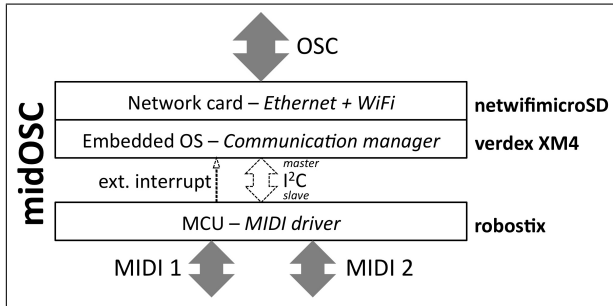 OSC
midOSC
Network card – Ethernet + WiFi
netwifimicroSD
Embedded OS – Communication manager
verdex XM4
ext. interrupt
master
I²C
slave
MCU – MIDI driver
robostix
MIDI 1
MIDI 2